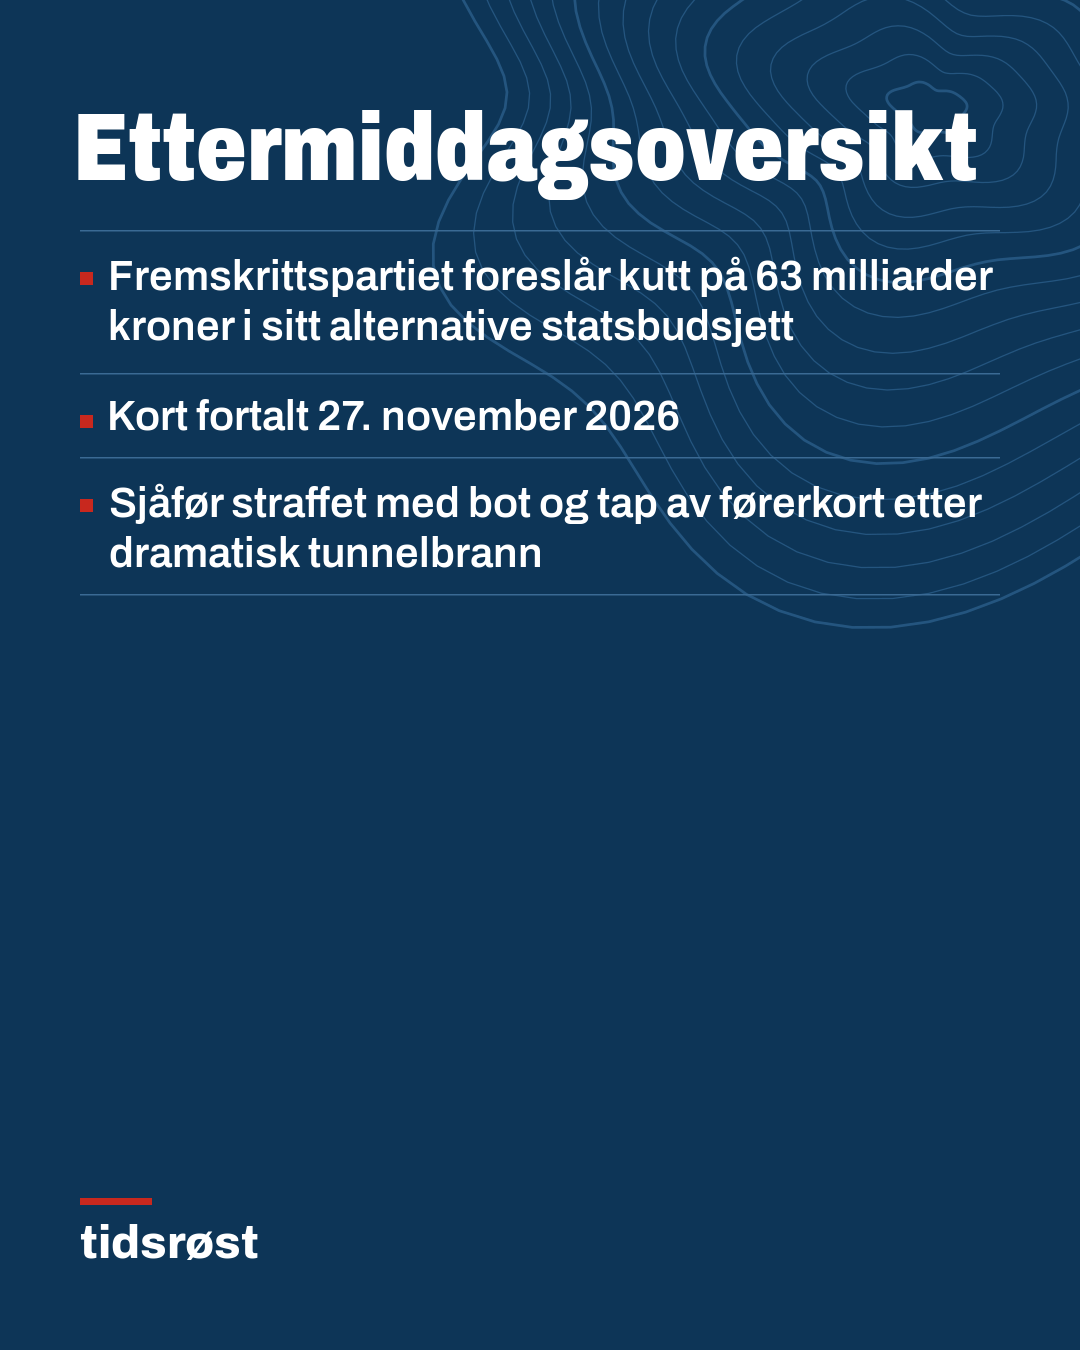 Ettermiddagsoversikt
Fremskrittspartiet foreslår kutt på 63 milliarder
kroner i sitt alternative statsbudsjett
Kort fortalt 27. november 2026
Sjåfør straffet med bot og tap av førerkort etter
dramatisk tunnelbrann
tidsrøst